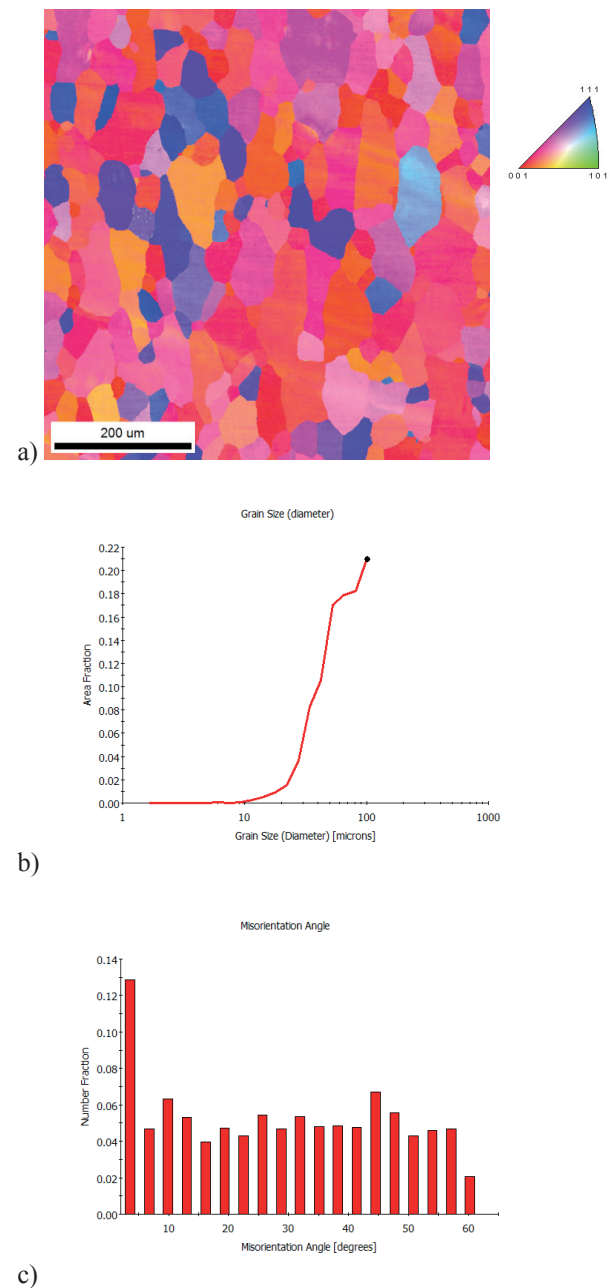 1 1 1
0 0 1
1 0 1
200 um
a)
Grain Size (diameter)
0.22
0.20
0.18
0.16
0.14
0.12
0.10
0.08
0.06
0.04
0.02
0.00
Area Fraction
1 10 100 1000
Grain Size (Diameter) [microns]
b)
Misorientation Angle
0.14
0.12
0.10
0.08
0.06
0.04
0.02
0.00
Number Fraction
10 20 30 40 50 60
Misorientation Angle [degrees]
c)